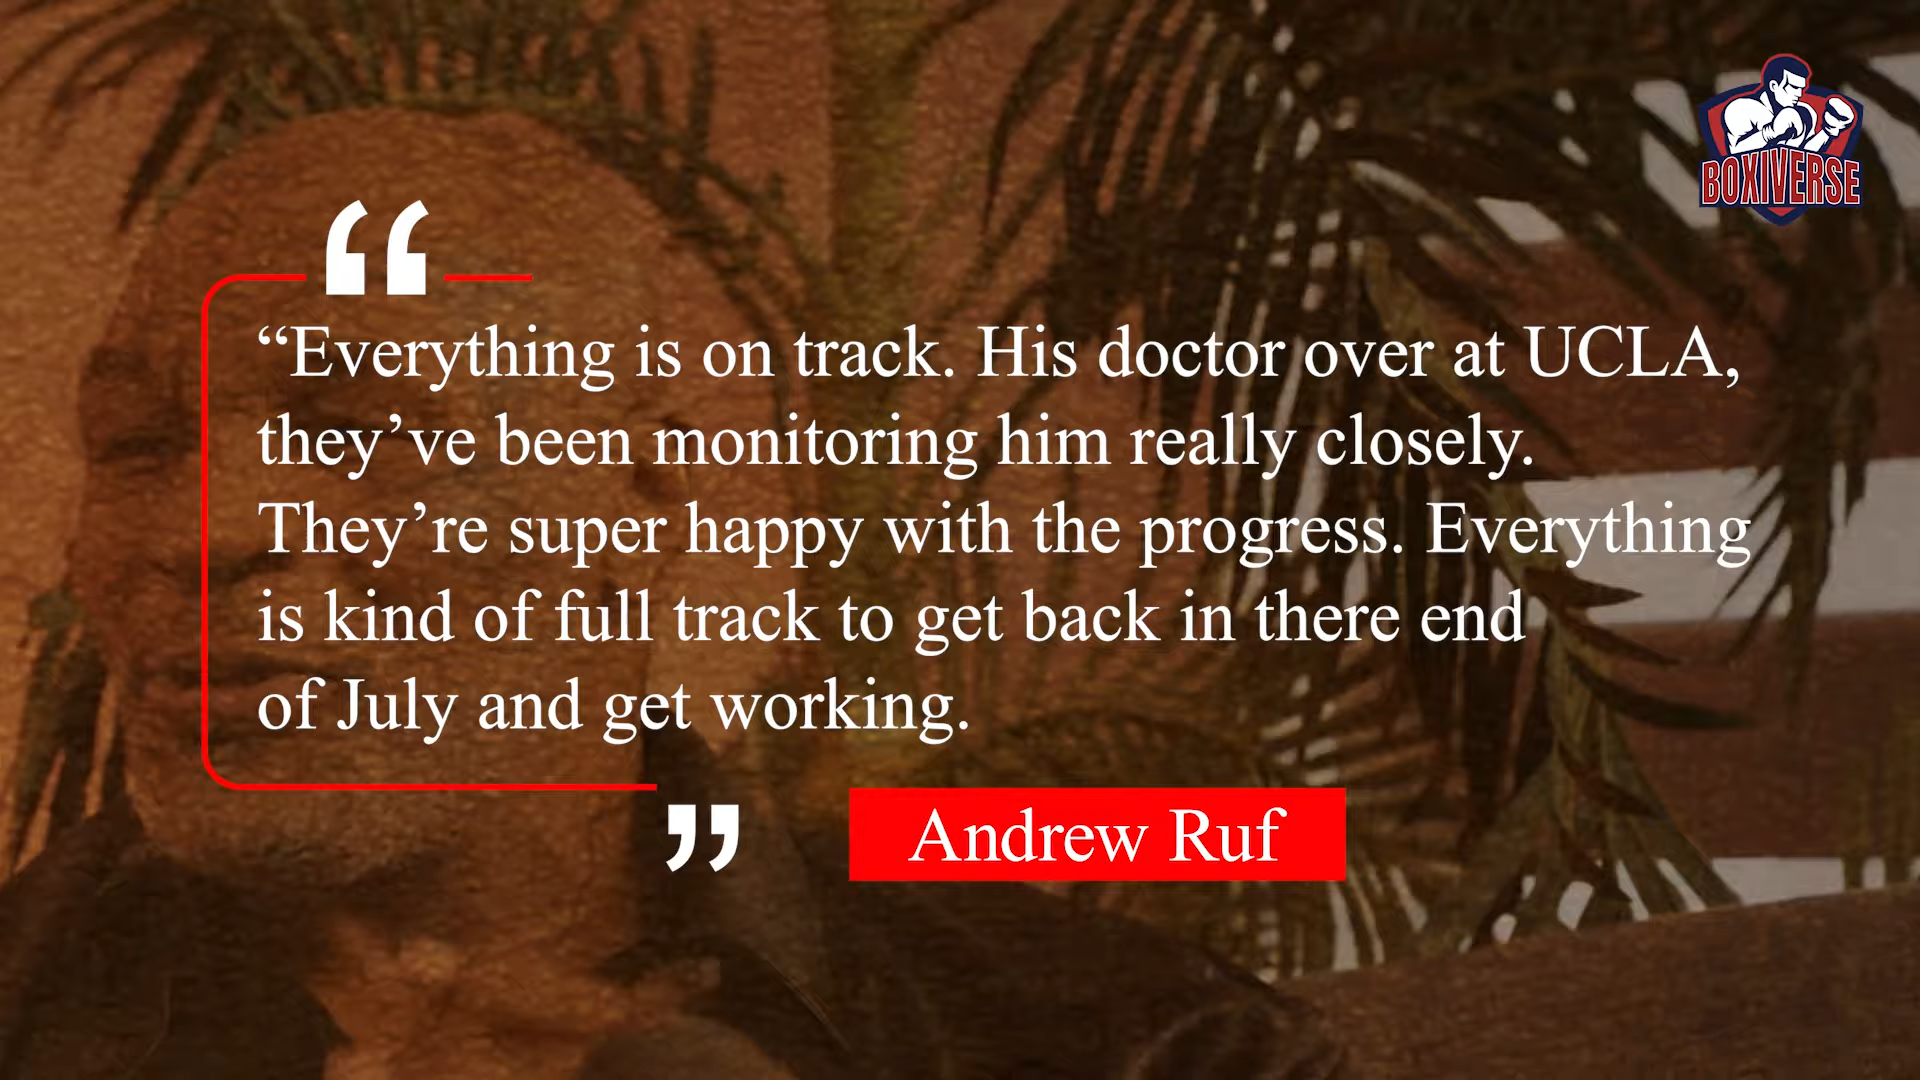 BOXIVERSE
“Everything is on track. His doctor over at UCLA,
they’ve been monitoring him really closely.
They’re super happy with the progress. Everything
is kind of full track to get back in there end
of July and get working.
Andrew Ruf